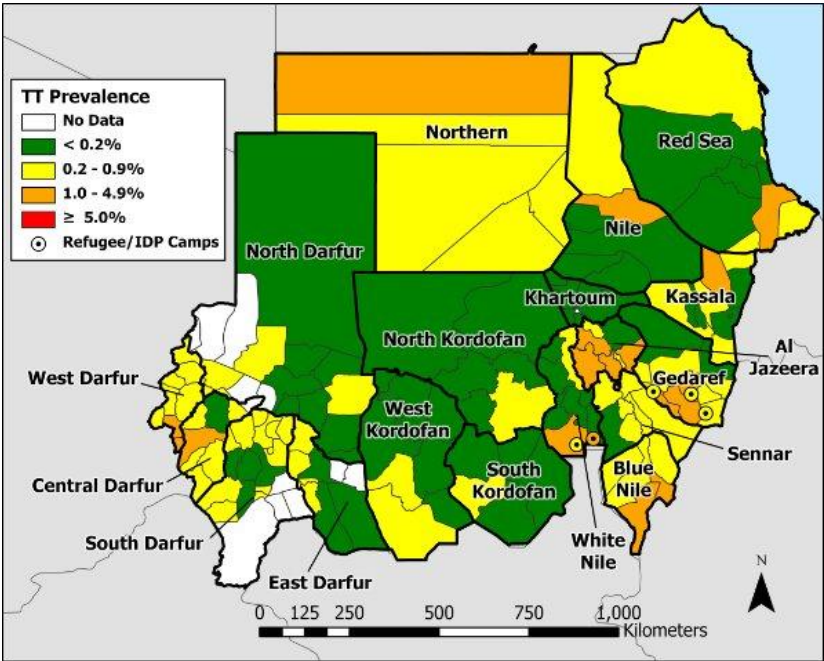 TT Prevalence
No Data
< 0.2%
0.2 - 0.9%
1.0 - 4.9%
≥ 5.0%
Refugee/IDP Camps
Northern
Red Sea
North Darfur
Nile
Khartoum
Kassala
North Kordofan
Al
Jazeera
West Darfur
Gedaref
West
Kordofan
Sennar
South
Kordofan
Blue
Nile
Central Darfur
South Darfur
White
Nile
East Darfur
N
0 125 250 500 750 1,000
Kilometers